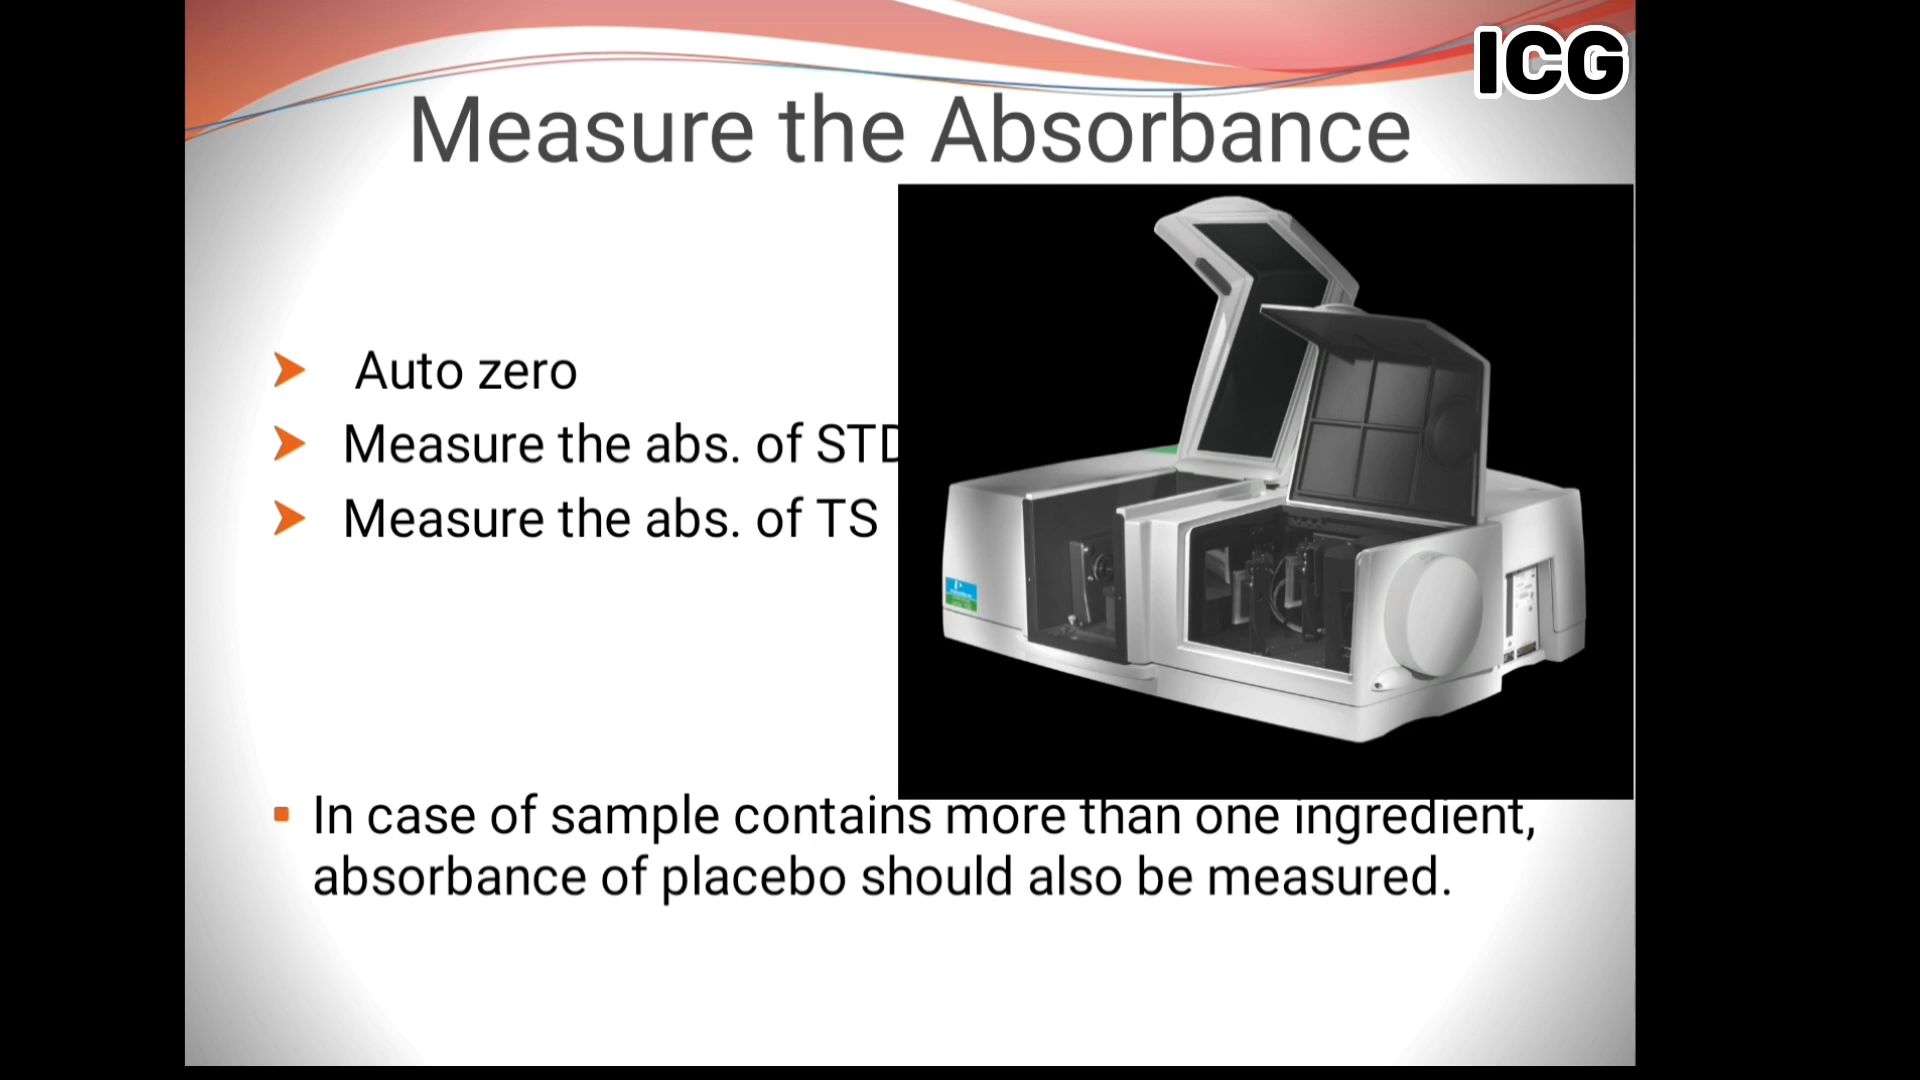 ICG
Measure the Absorbance
Auto zero
Measure the abs. of STD
Measure the abs. of TS
In case of sample contains more than one ingredient,
absorbance of placebo should also be measured.